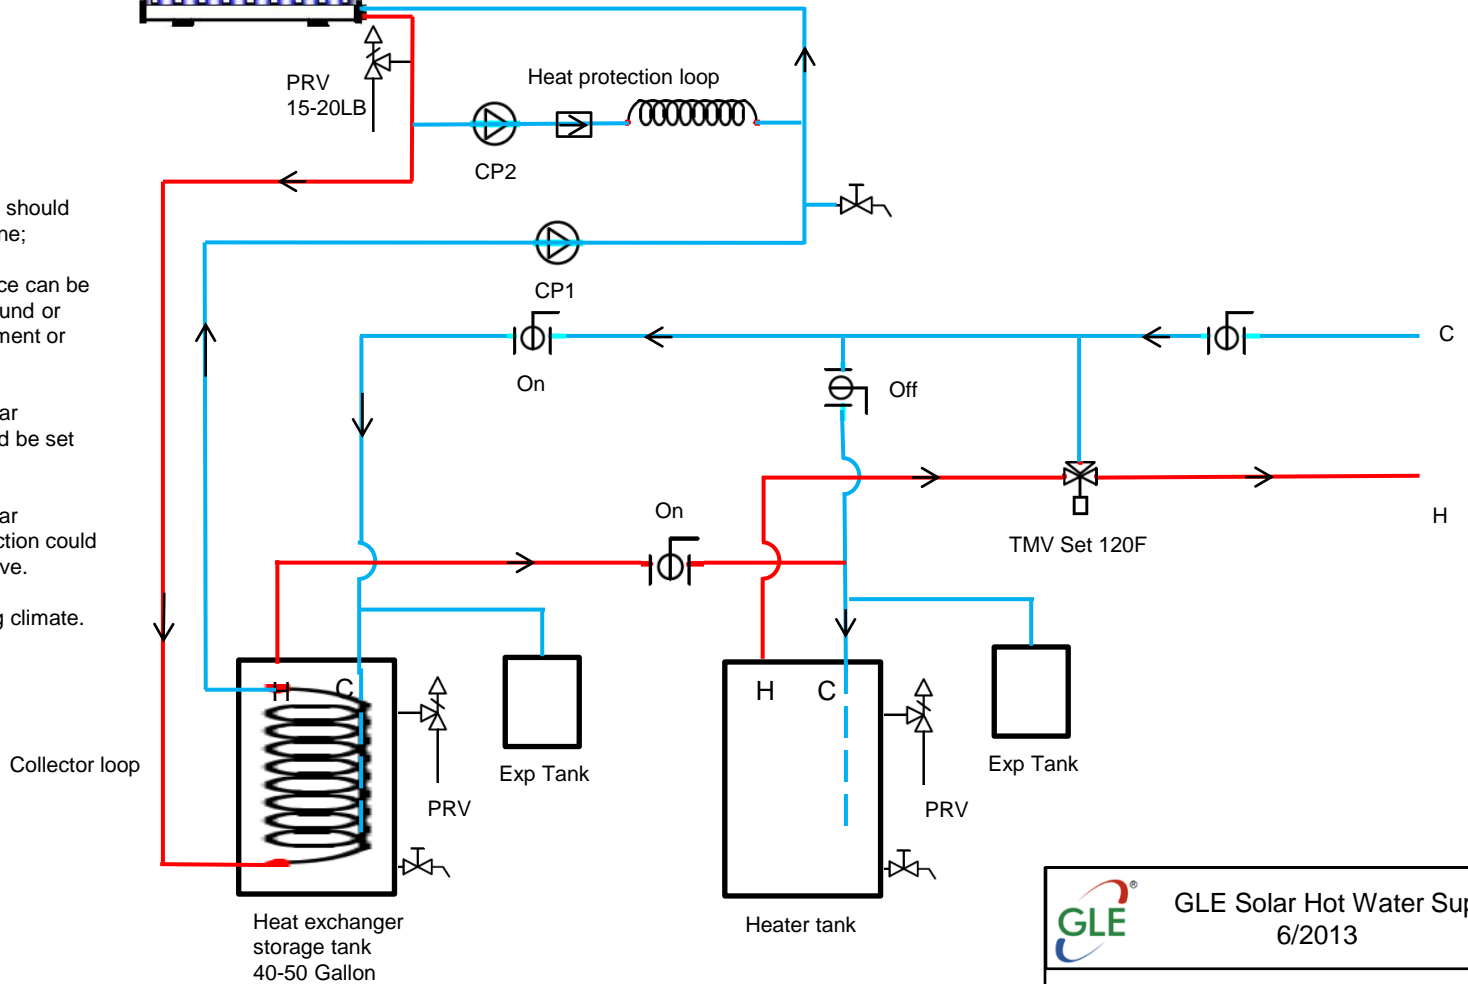 PRV
15-20LB
Heat protection loop
CP2
should
ne;
ce can be
und or
ment or
CP1
C
On
Off
ar
d be set
On
H
TMV Set 120F
ar
ction could
ve.
g climate.
H
C
H
C
Collector loop
Exp Tank
Exp Tank
PRV
PRV
Heat exchanger
storage tank
40-50 Gallon
Heater tank
GLE®
GLE Solar Hot Water Sup
6/2013